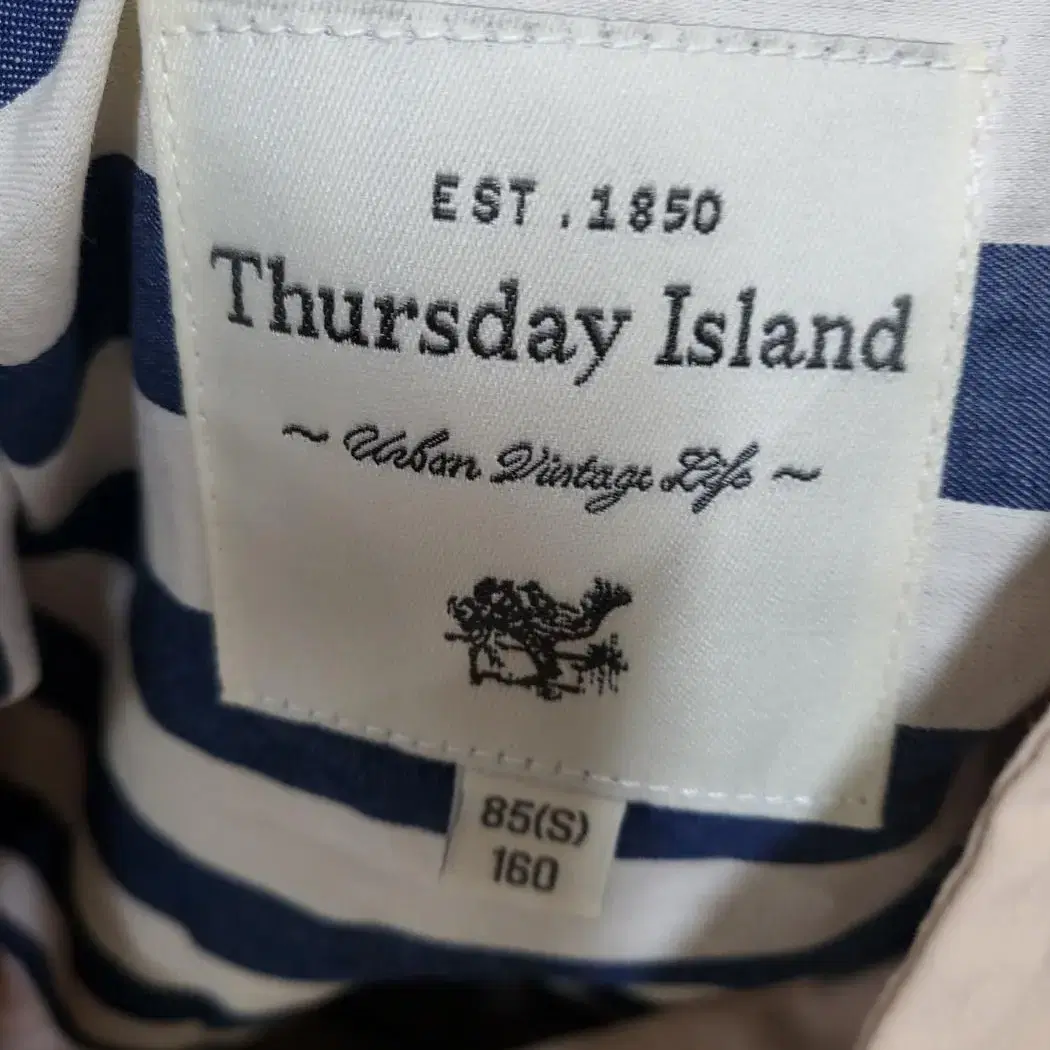 EST.1850
Thursday Island
~ Urban Vintage Life ~
85(S)
160